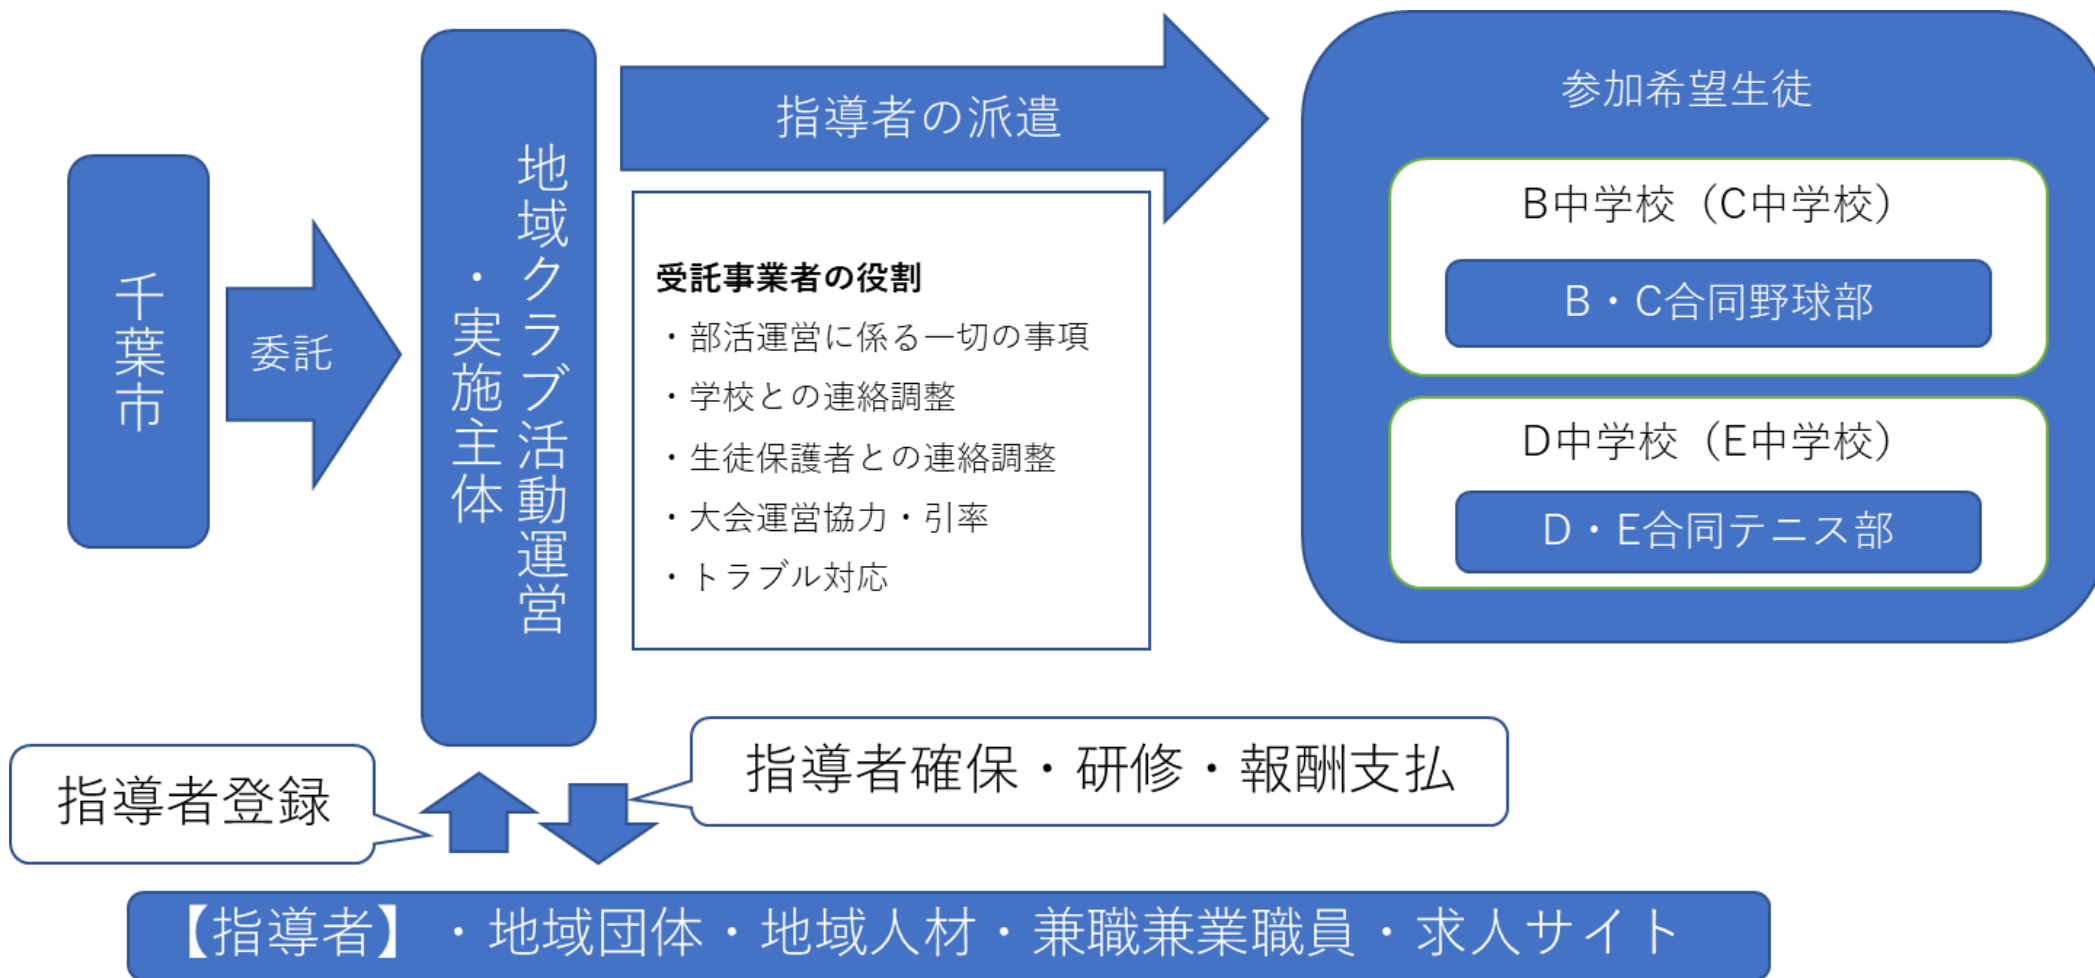 千葉市
委託
地域クラブ活動運営
・実施主体
指導者の派遣
受託事業者の役割
・部活運営に係る一切の事項
・学校との連絡調整
・生徒保護者との連絡調整
・大会運営協力・引率
・トラブル対応
参加希望生徒
B中学校（C中学校）
B・C合同野球部
D中学校（E中学校）
D・E合同テニス部
指導者登録
指導者確保・研修・報酬支払
【指導者】・地域団体・地域人材・兼職兼業職員・求人サイト